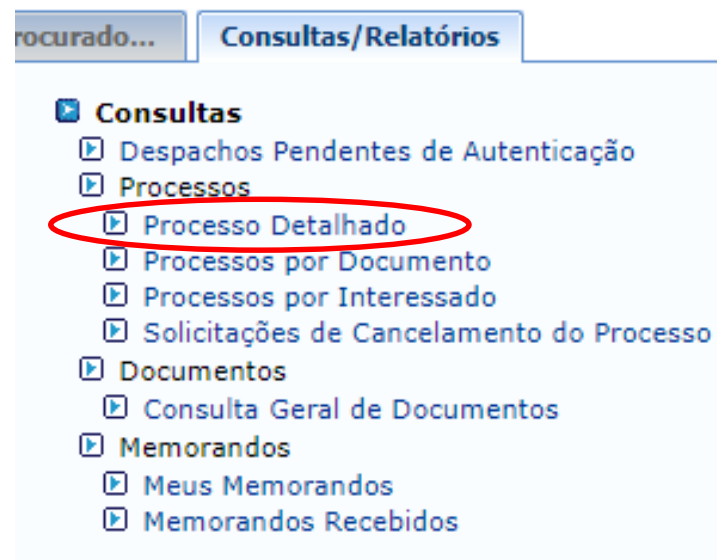 rocurado... Consultas/Relatórios
Consultas
Despachos Pendentes de Autenticação
Processos
Processo Detalhado
Processos por Documento
Processos por Interessado
Solicitações de Cancelamento do Processo
Documentos
Consulta Geral de Documentos
Memorandos
Meus Memorandos
Memorandos Recebidos